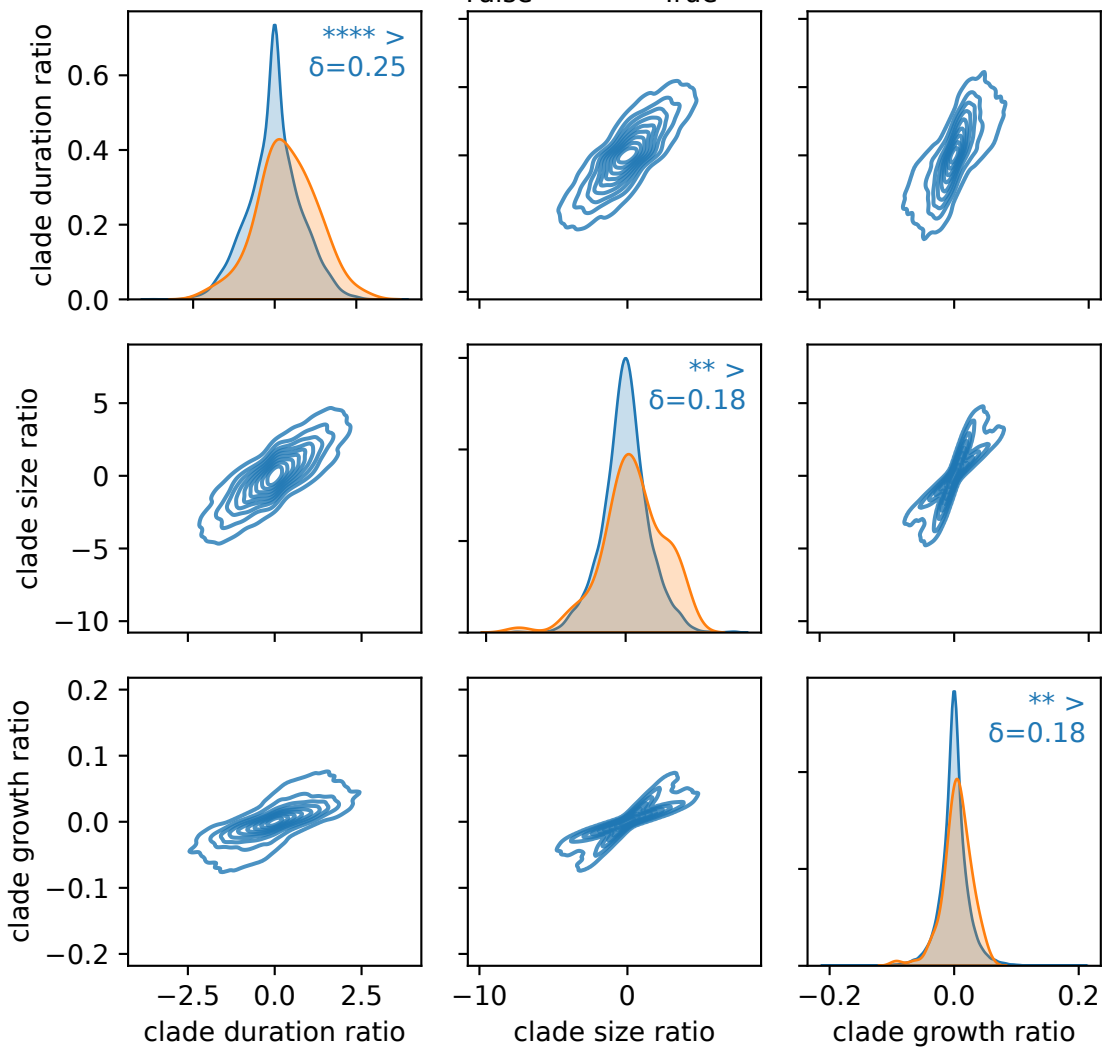 **** >
δ=0.25
clade duration ratio
0.6
0.4
0.2
0.0
** >
δ=0.18
clade size ratio
5
0
−5
−10
** >
δ=0.18
clade growth ratio
0.2
0.1
0.0
−0.1
−0.2
−2.5 0.0 2.5 −10 0 −0.2 0.0 0.2
clade duration ratio clade size ratio clade growth ratio